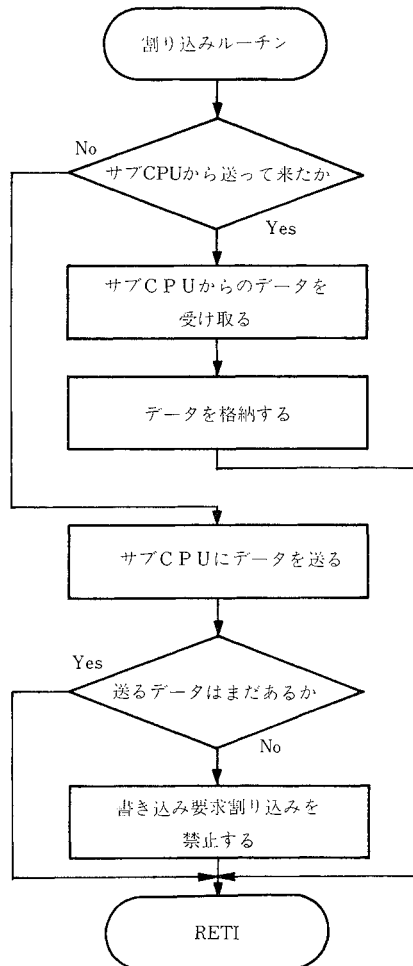 割り込みルーチン
No
サブCPUから送って来たか
Yes
サブCPUからのデータを
受け取る
データを格納する
サブCPUにデータを送る
Yes
送るデータはまだあるか
No
書き込み要求割り込みを
禁止する
RETI